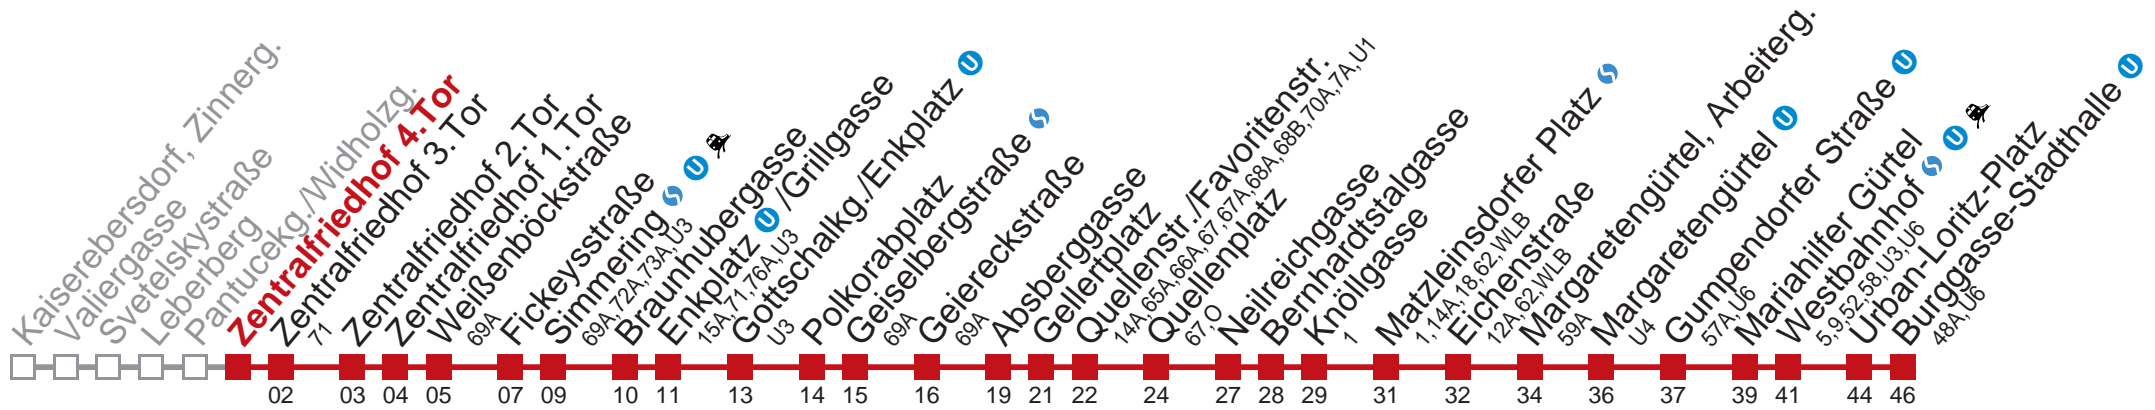 Kaiserebersdorf, Zinnerg.
Valiergasse
Svetelskystraße
Leberberg
Pantucekg./Widholzg.
Zentralfriedhof 4.Tor
Zentralfriedhof 3.Tor
71
Zentralfriedhof 2.Tor
Zentralfriedhof 1.Tor
Weißenböckstraße
69A
Fickeysstraße
Simmering U
69A,72A,73A,U3
Braunhubergasse
Enkplatz U /Grillgasse
15A,71,76A,U3
Gottschalkg./Enkplatz U
U3
Polkorabplatz
Geiselbergstraße
69A
Geiereckstraße
69A
Absberggasse
Gellertplatz
Quellenstr./Favoritenstr.
14A,65A,66A,67,67A,68A,68B,70A,7A,U1
Quellenplatz
67,O
Neilreichgasse
Bernhardtstalgasse
Knöllgasse
1
Matzleinsdorfer Platz
1,14A,18,62,WLB
Eichenstraße
12A,62,WLB
Margaretengürtel, Arbeiterg.
59A
Margaretengürtel U
U4
Gumpendorfer Straße U
57A,U6
Mariahilfer Gürtel
Westbahnhof U
5,9,52,58,U3,U6
Urban-Loritz-Platz
Burggasse-Stadthalle U
48A,U6
02 03 04 05 07 09 10 11 13 14 15 16 19 21 22 24 27 28 29 31 32 34 36 37 39 41 44 46